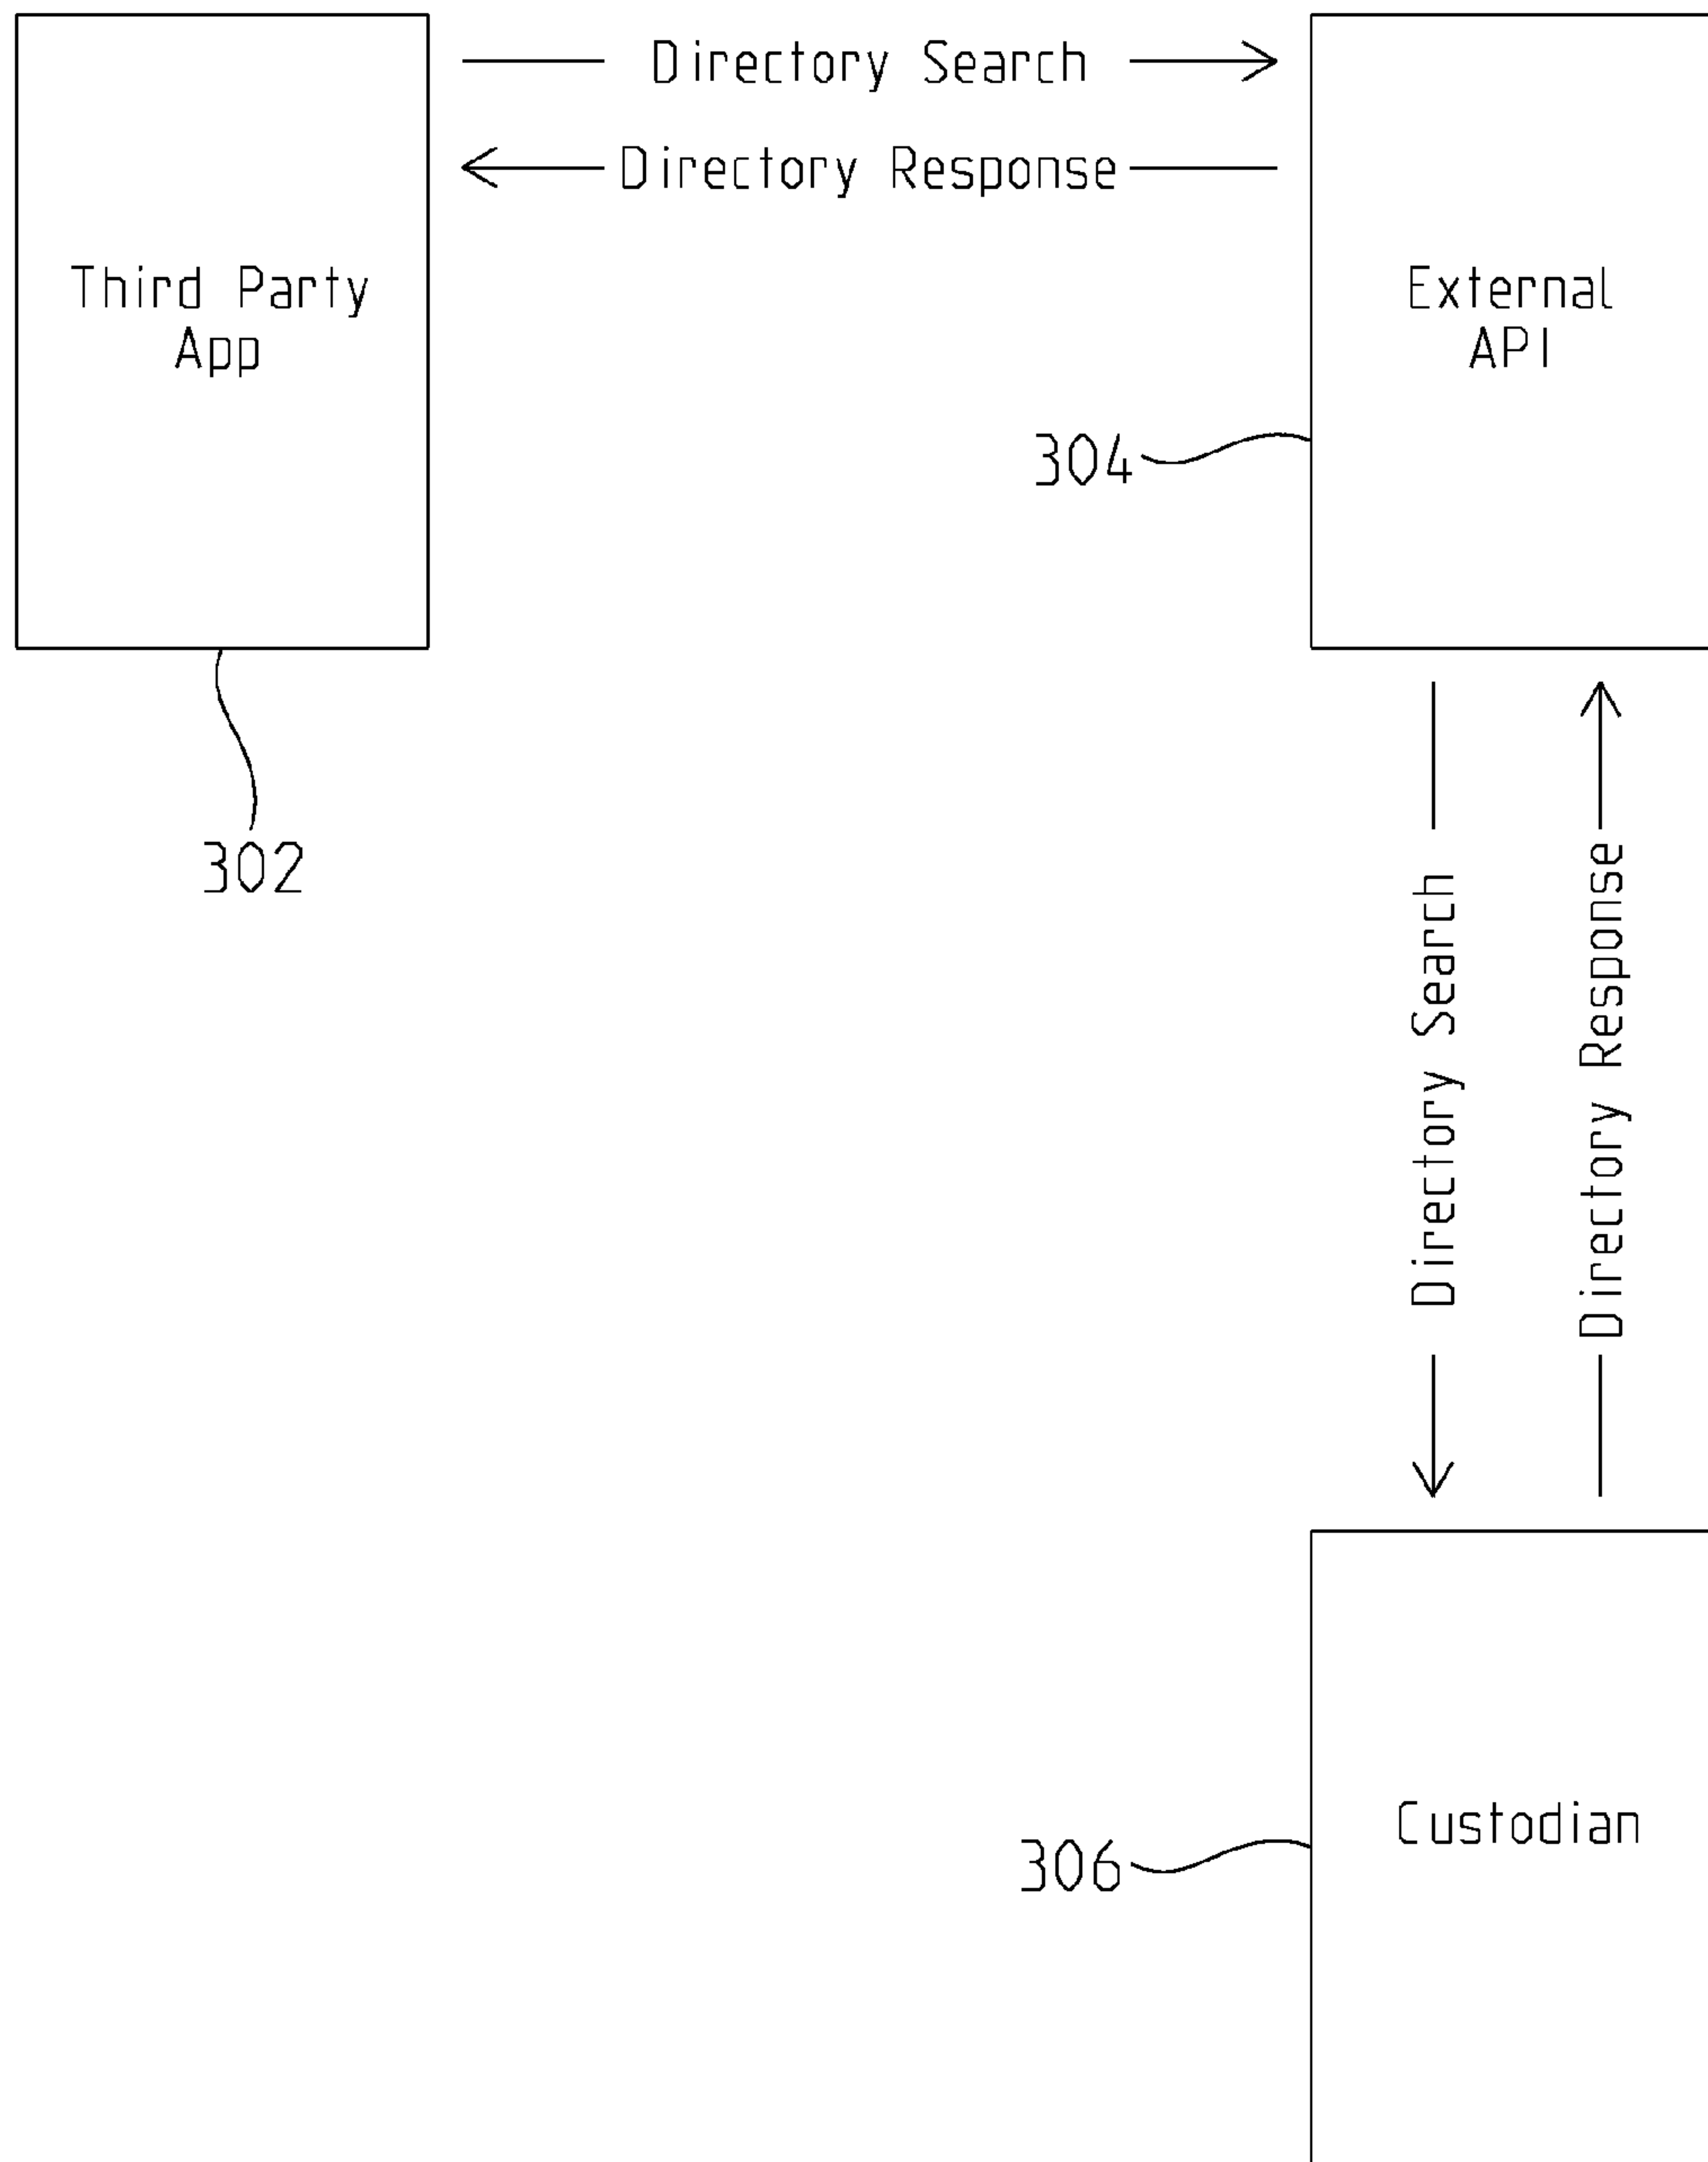 Directory Search
Directory Response
Third Party
App
External
API
304
302
Directory Search
Directory Response
Custodian
306